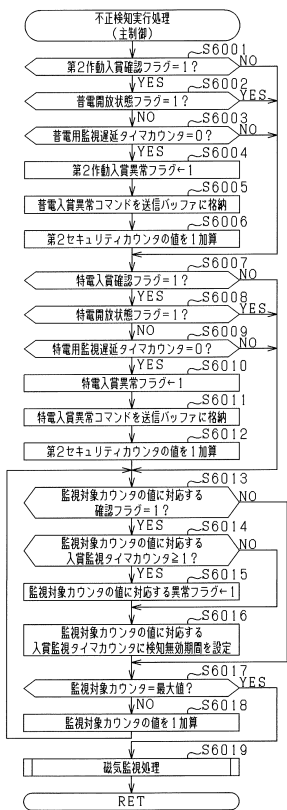 不正検知実行処理
(主制御)
S6001
第2作動入賞確認フラグ=1?
NO
YES
S6002
普電開放状態フラグ=1?
YES
NO
S6003
普電用監視遅延タイマカウンタ=0?
NO
YES
S6004
第2作動入賞異常フラグ←1
S6005
普電入賞異常コマンドを送信バッファに格納
S6006
第2セキュリティカウンタの値を1加算
S6007
特電入賞確認フラグ=1?
NO
YES
S6008
特電開放状態フラグ=1?
YES
NO
S6009
特電用監視遅延タイマカウンタ=0?
NO
YES
S6010
特電入賞異常フラグ←1
S6011
特電入賞異常コマンドを送信バッファに格納
S6012
第2セキュリティカウンタの値を1加算
S6013
監視対象カウンタの値に対応する
確認フラグ=1?
NO
YES
S6014
監視対象カウンタの値に対応する
入賞監視タイマカウンタ≧1?
NO
YES
S6015
監視対象カウンタの値に対応する異常フラグ←1
S6016
監視対象カウンタの値に対応する
入賞監視タイマカウンタに検知無効期間を設定
S6017
監視対象カウンタ=最大値?
YES
NO
S6018
監視対象カウンタの値を1加算
S6019
磁気監視処理
RET